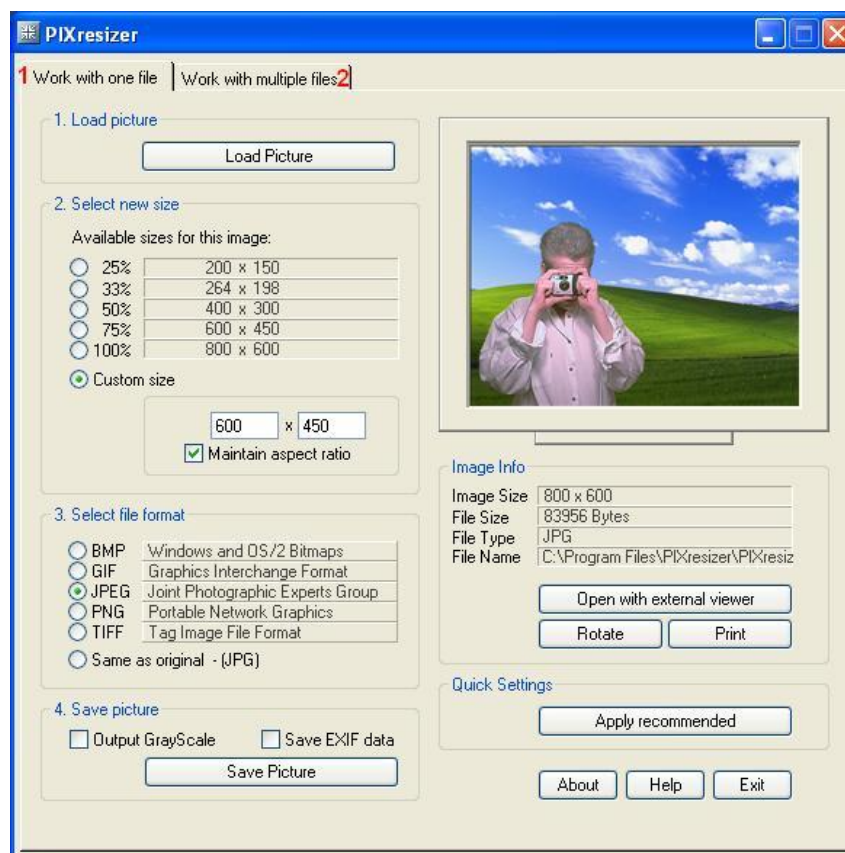 PIXresizer
1 Work with one file Work with multiple files 2
1. Load picture
Load Picture
2. Select new size
Available sizes for this image:
25% 200 x 150
33% 264 x 198
50% 400 x 300
75% 600 x 450
100% 800 x 600
Custom size
600 x 450
Maintain aspect ratio
3. Select file format
BMP Windows and OS/2 Bitmaps
GIF Graphics Interchange Format
JPEG Joint Photographic Experts Group
PNG Portable Network Graphics
TIFF Tag Image File Format
Same as original - (JPG)
4. Save picture
Output GrayScale Save EXIF data
Save Picture
Image Info
Image Size 800 x 600
File Size 83956 Bytes
File Type JPG
File Name C:\Program Files\PIXresizer\PIXresiz
Open with external viewer
Rotate Print
Quick Settings
Apply recommended
About Help Exit